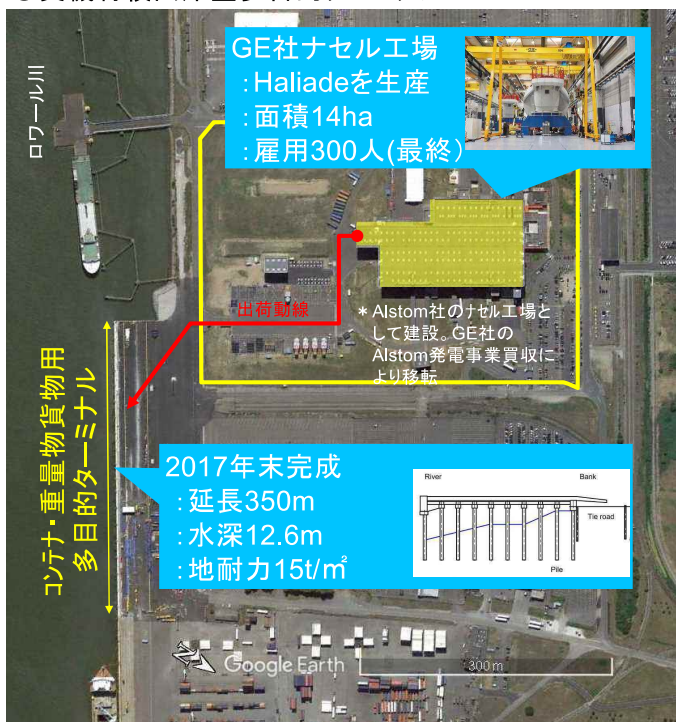 GE社ナセル工場
:Haliadeを生産
:面積14ha
:雇用300人(最終)
ロワール川
出荷動線
＊Alstom社のナセル工場と
して建設。GE社の
Alstom発電事業買収に
より移転
コンテナ・重量物貨物用
多目的ターミナル
2017年末完成
:延長350m
:水深12.6m
:地耐力15t/㎡
River
Bank
Tie road
Pile
Google Earth
300 m